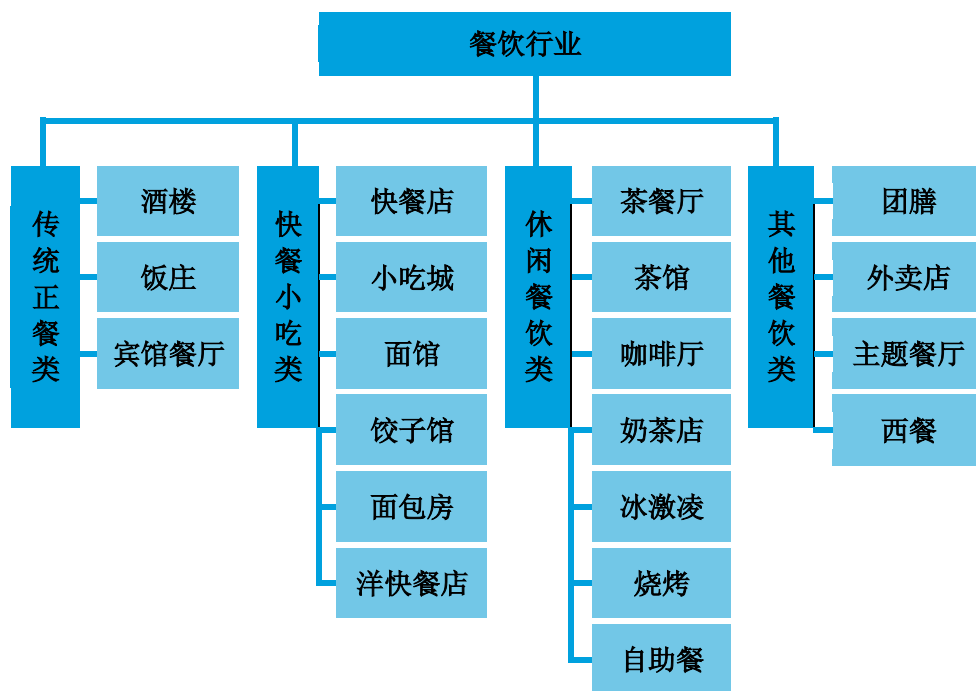 餐饮行业
传统正餐类
酒楼
饭庄
宾馆餐厅
快餐小吃类
快餐店
小吃城
面馆
饺子馆
面包房
洋快餐店
休闲餐饮类
茶餐厅
茶馆
咖啡厅
奶茶店
冰激凌
烧烤
自助餐
其他餐饮类
团膳
外卖店
主题餐厅
西餐